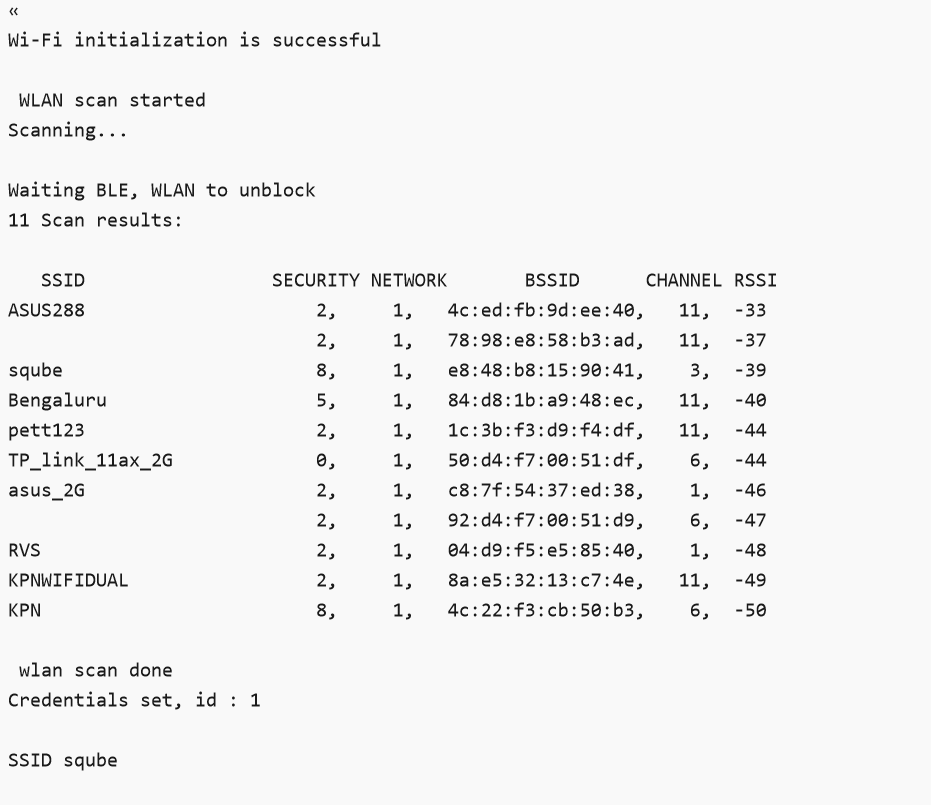 «
Wi-Fi initialization is successful
WLAN scan started
Scanning...
Waiting BLE, WLAN to unblock
11 Scan results:
SSID SECURITY NETWORK BSSID CHANNEL RSSI
ASUS288 2, 1, 4c:ed:fb:9d:ee:40, 11, -33
2, 1, 78:98:e8:58:b3:ad, 11, -37
sqube 8, 1, e8:48:b8:15:90:41, 3, -39
Bengaluru 5, 1, 84:d8:1b:a9:48:ec, 11, -40
pett123 2, 1, 1c:3b:f3:d9:f4:df, 11, -44
TP_link_11ax_2G 0, 1, 50:d4:f7:00:51:df, 6, -44
asus_2G 2, 1, c8:7f:54:37:ed:38, 1, -46
2, 1, 92:d4:f7:00:51:d9, 6, -47
RVS 2, 1, 04:d9:f5:e5:85:40, 1, -48
KPNWIFIDUAL 2, 1, 8a:e5:32:13:c7:4e, 11, -49
KPN 8, 1, 4c:22:f3:cb:50:b3, 6, -50
wlan scan done
Credentials set, id : 1
SSID sqube